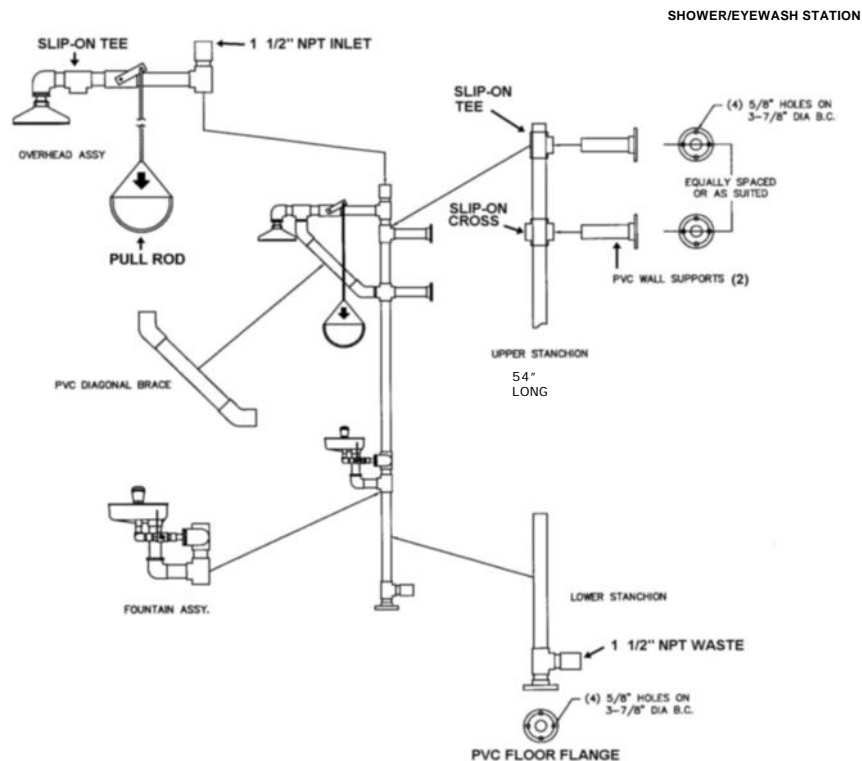 SHOWER/EYEWASH STATION
SLIP-ON TEE
1 1/2" NPT INLET
OVERHEAD ASSY
PULL ROD
SLIP-ON
TEE
(4) 5/8" HOLES ON
3-7/8" DIA B.C.
EQUALLY SPACED
OR AS SUITED
SLIP-ON
CROSS
PVC WALL SUPPORTS (2)
UPPER STANCHION
54"
LONG
PVC DIAGONAL BRACE
FOUNTAIN ASSY.
LOWER STANCHION
1 1/2" NPT WASTE
(4) 5/8" HOLES ON
3-7/8" DIA B.C.
PVC FLOOR FLANGE